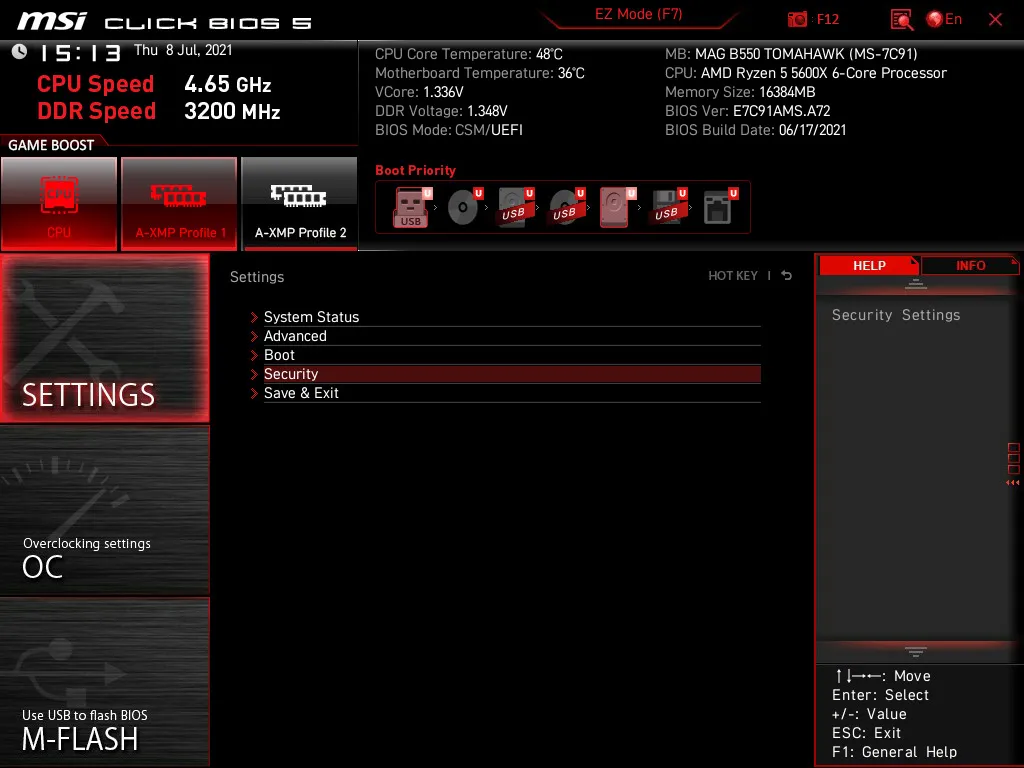 msi CLICK BIOS 5
EZ Mode (F7)
F12
En
X
15:13 Thu 8 Jul, 2021
CPU Speed 4.65 GHz
DDR Speed 3200 MHz
CPU Core Temperature: 48°C
Motherboard Temperature: 36°C
VCore: 1.336V
DDR Voltage: 1.348V
BIOS Mode: CSM/UEFI
MB: MAG B550 TOMAHAWK (MS-7C91)
CPU: AMD Ryzen 5 5600X 6-Core Processor
Memory Size: 16384MB
BIOS Ver: E7C91AMS.A72
BIOS Build Date: 06/17/2021
GAME BOOST
CPU
CPU
A-XMP Profile 1
A-XMP Profile 2
Boot Priority
U U U U U U U
USB USB USB USB
SETTINGS
Overclocking settings
OC
Use USB to flash BIOS
M-FLASH
Settings
HOT KEY |
System Status
Advanced
Boot
Security
Save & Exit
HELP
INFO
Security Settings
↑↓→←: Move
Enter: Select
+/-: Value
ESC: Exit
F1: General Help